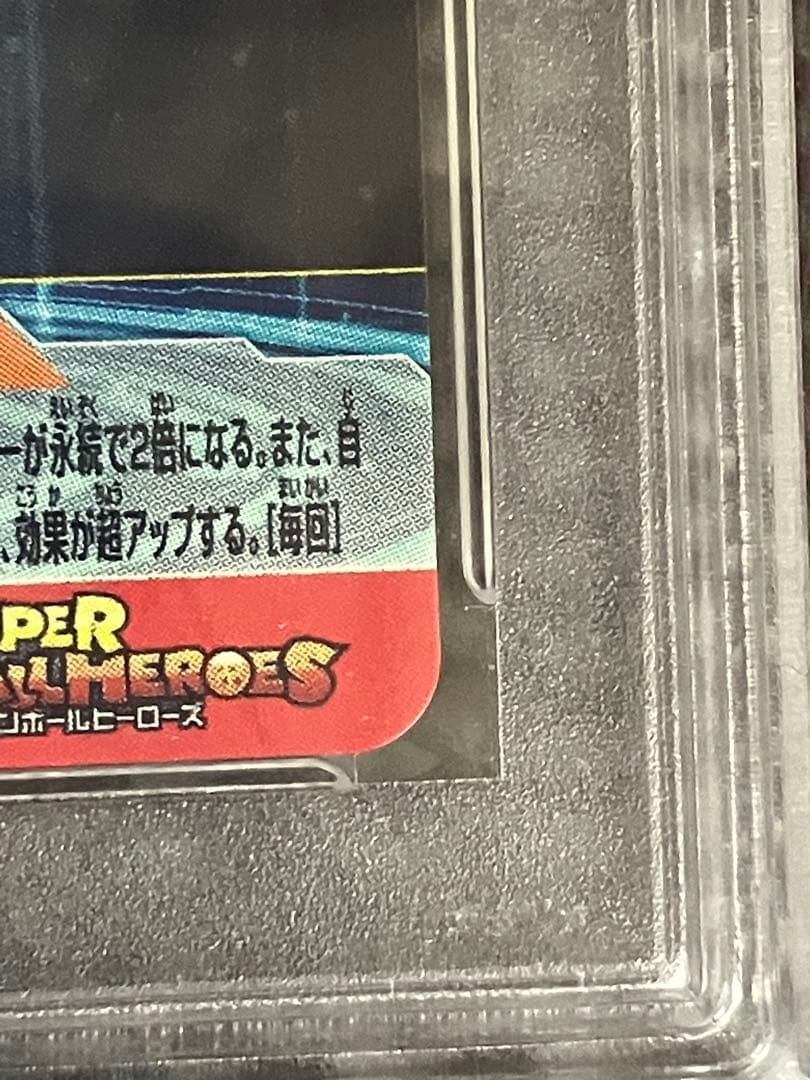 ーが永続で2倍になる。また、自
、効果が超アップする。[毎回]
PER
ALLHEROES
ンボールヒーローズ